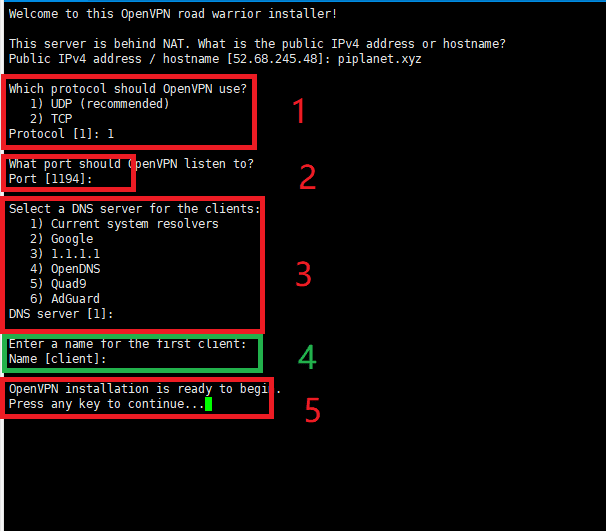 Welcome to this OpenVPN road warrior installer!
This server is behind NAT. What is the public IPv4 address or hostname?
Public IPv4 address / hostname [52.68.245.48]: piplanet.xyz
Which protocol should OpenVPN use?
1) UDP (recommended)
2) TCP
Protocol [1]: 1
1
What port should OpenVPN listen to?
Port [1194]:
2
Select a DNS server for the clients:
1) Current system resolvers
2) Google
3) 1.1.1.1
4) OpenDNS
5) Quad9
6) AdGuard
DNS server [1]:
3
Enter a name for the first client:
Name [client]:
4
OpenVPN installation is ready to begin.
Press any key to continue...
5